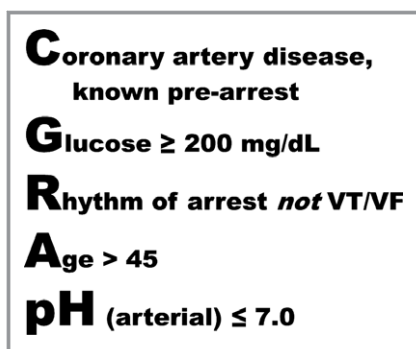 Coronary artery disease,
known pre-arrest
Glucose ≥ 200 mg/dL
Rhythm of arrest not VT/VF
Age > 45
pH (arterial) ≤ 7.0